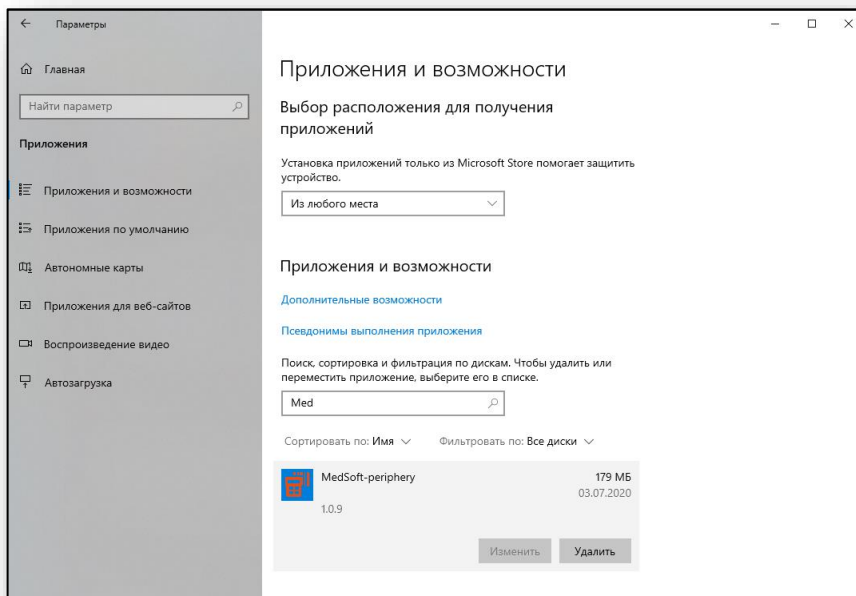 Параметры
Главная
Найти параметр
Приложения
Приложения и возможности
Приложения по умолчанию
Автономные карты
Приложения для веб-сайтов
Воспроизведение видео
Автозагрузка
Приложения и возможности
Выбор расположения для получения
приложений
Установка приложений только из Microsoft Store помогает защитить
устройство.
Из любого места
Приложения и возможности
Дополнительные возможности
Псевдонимы выполнения приложения
Поиск, сортировка и фильтрация по дискам. Чтобы удалить или
переместить приложение, выберите его в списке.
Med
Сортировать по: Имя Фильтровать по: Все диски
MedSoft-periphery 179 МБ
03.07.2020
1.0.9
Изменить Удалить